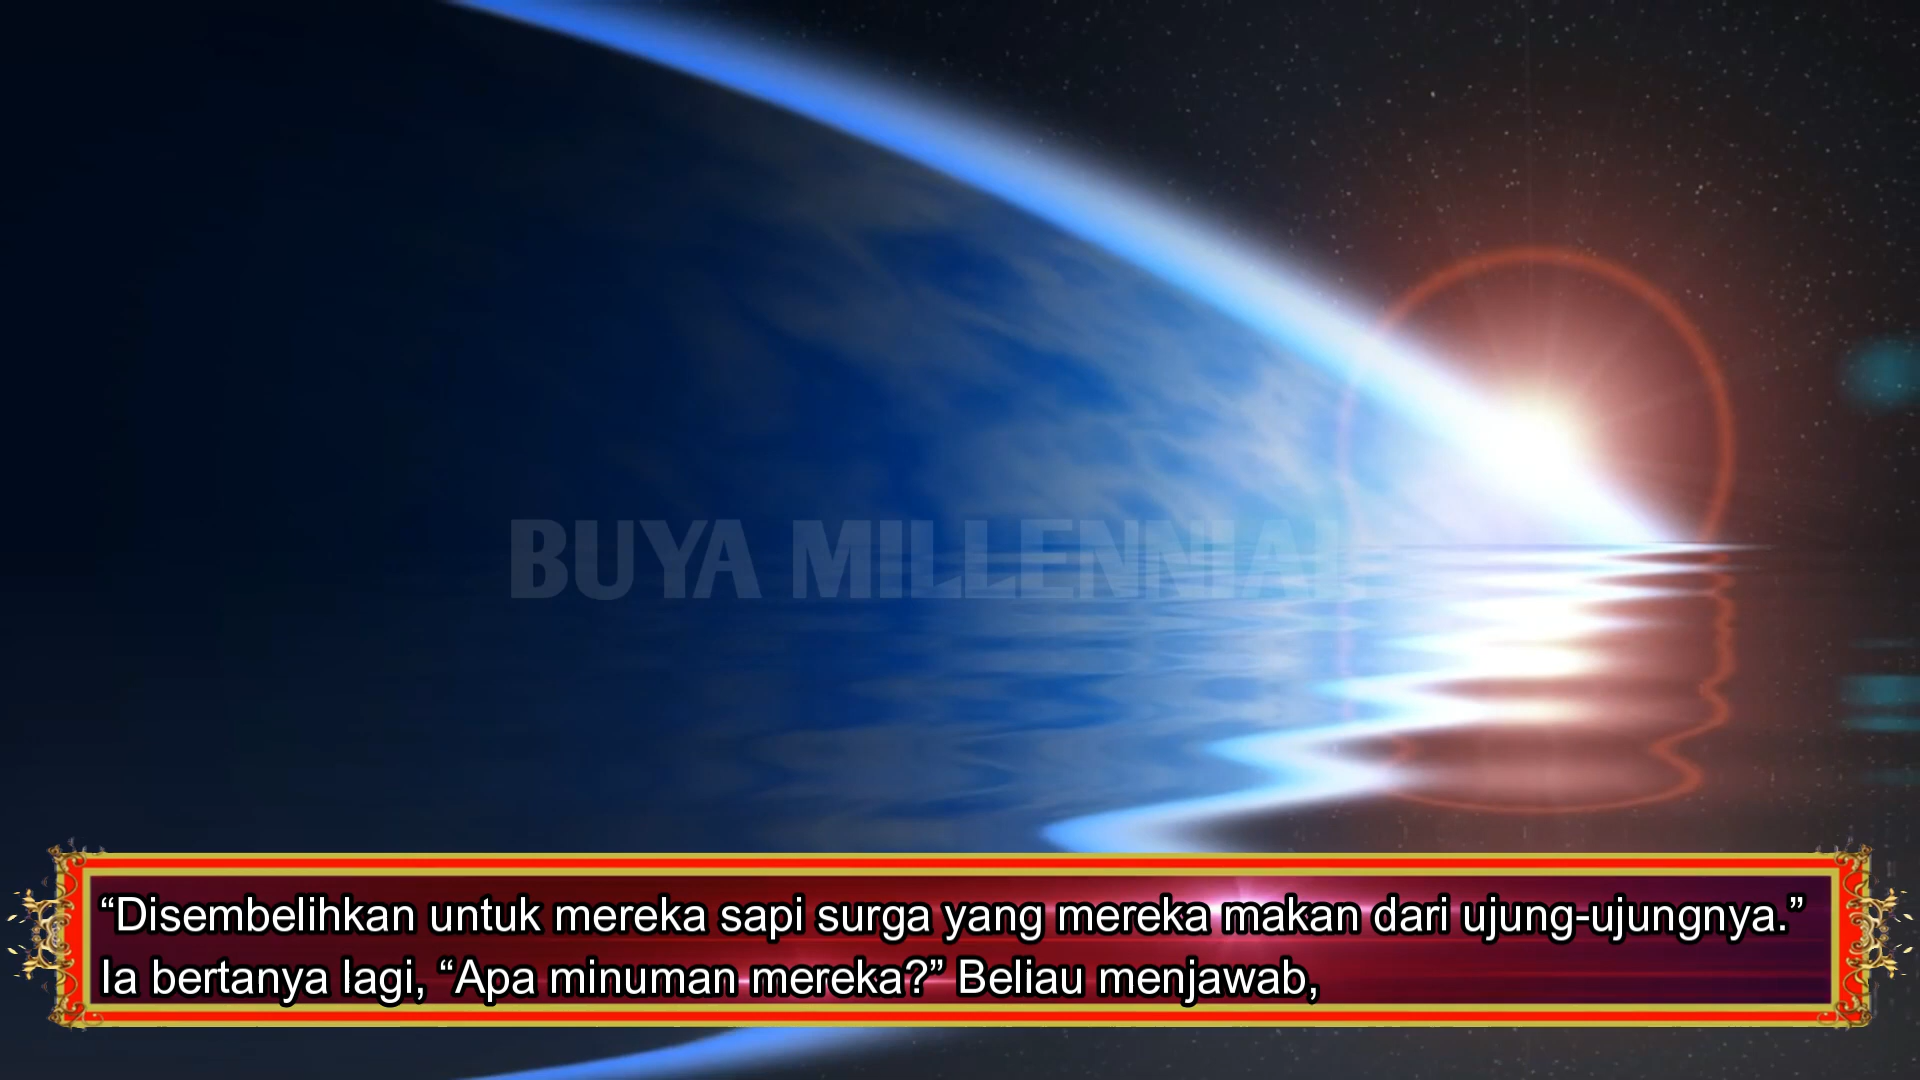 BUYA MILLENNIAL
“Disembelihkan untuk mereka sapi surga yang mereka makan dari ujung-ujungnya.”
Ia bertanya lagi, “Apa minuman mereka?” Beliau menjawab,